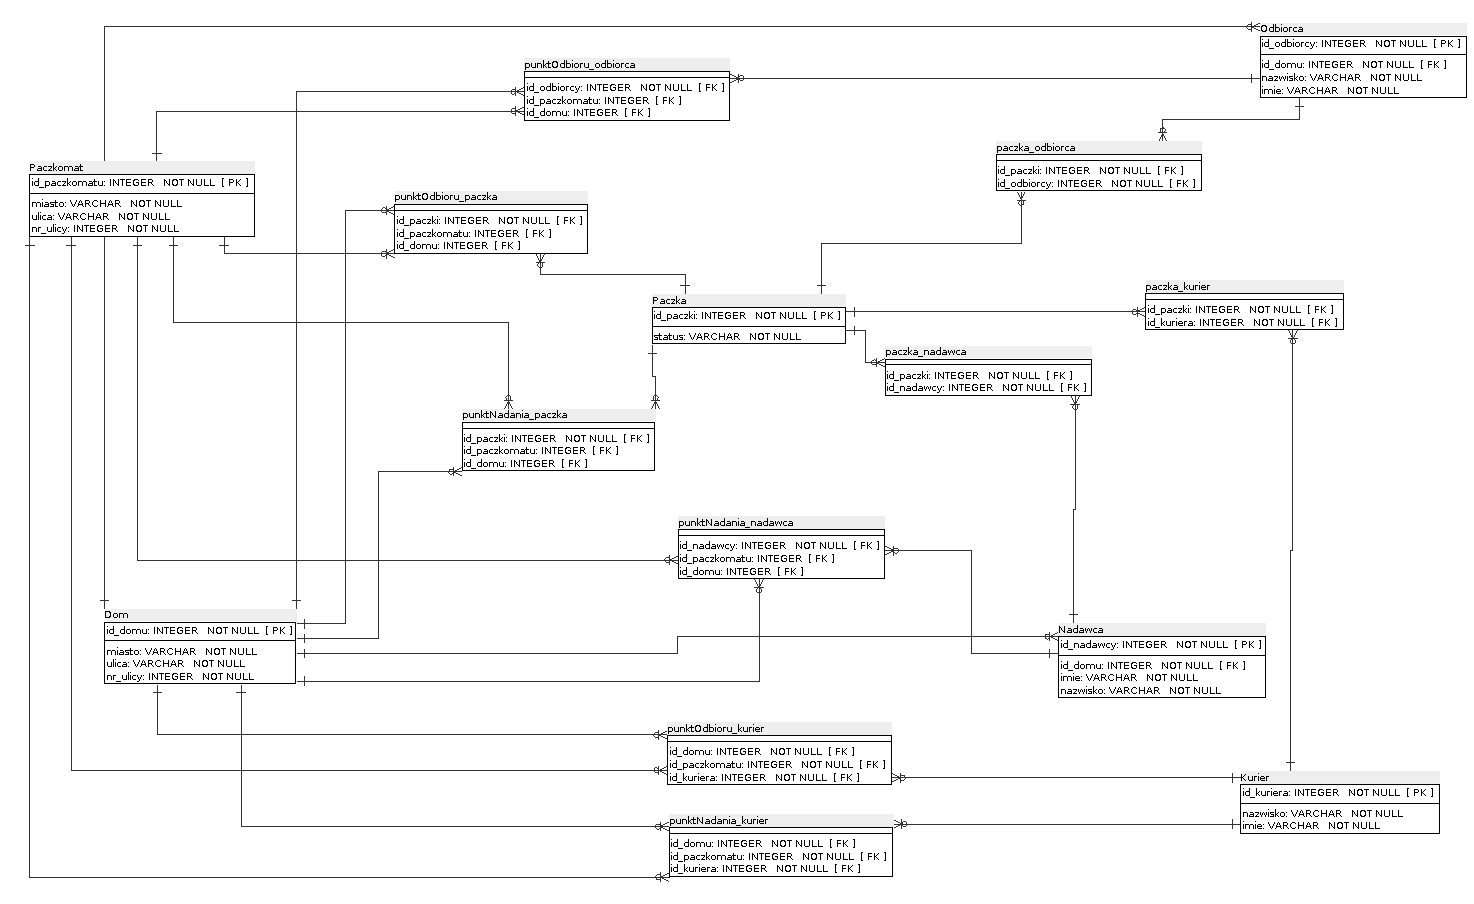 Odbiorca
id_odbiorcy: INTEGER NOT NULL [ PK ]
id_domu: INTEGER NOT NULL [ FK ]
nazwisko: VARCHAR NOT NULL
imie: VARCHAR NOT NULL
punktOdbioru_odbiorca
id_odbiorcy: INTEGER NOT NULL [ FK ]
id_paczkomatu: INTEGER [ FK ]
id_domu: INTEGER [ FK ]
paczka_odbiorca
id_paczki: INTEGER NOT NULL [ FK ]
id_odbiorcy: INTEGER NOT NULL [ FK ]
Paczkomat
id_paczkomatu: INTEGER NOT NULL [ PK ]
miasto: VARCHAR NOT NULL
ulica: VARCHAR NOT NULL
nr_ulicy: INTEGER NOT NULL
punktOdbioru_paczka
id_paczki: INTEGER NOT NULL [ FK ]
id_paczkomatu: INTEGER [ FK ]
id_domu: INTEGER [ FK ]
Paczka
id_paczki: INTEGER NOT NULL [ PK ]
status: VARCHAR NOT NULL
paczka_kurier
id_paczki: INTEGER NOT NULL [ FK ]
id_kuriera: INTEGER NOT NULL [ FK ]
paczka_nadawca
id_paczki: INTEGER NOT NULL [ FK ]
id_nadawcy: INTEGER NOT NULL [ FK ]
punktNadania_paczka
id_paczki: INTEGER NOT NULL [ FK ]
id_paczkomatu: INTEGER [ FK ]
id_domu: INTEGER [ FK ]
punktNadania_nadawca
id_nadawcy: INTEGER NOT NULL [ FK ]
id_paczkomatu: INTEGER [ FK ]
id_domu: INTEGER [ FK ]
Dom
id_domu: INTEGER NOT NULL [ PK ]
miasto: VARCHAR NOT NULL
ulica: VARCHAR NOT NULL
nr_ulicy: INTEGER NOT NULL
Nadawca
id_nadawcy: INTEGER NOT NULL [ PK ]
id_domu: INTEGER NOT NULL [ FK ]
imie: VARCHAR NOT NULL
nazwisko: VARCHAR NOT NULL
punktOdbioru_kurier
id_domu: INTEGER NOT NULL [ FK ]
id_paczkomatu: INTEGER NOT NULL [ FK ]
id_kuriera: INTEGER NOT NULL [ FK ]
Kurier
id_kuriera: INTEGER NOT NULL [ PK ]
nazwisko: VARCHAR NOT NULL
imie: VARCHAR NOT NULL
punktNadania_kurier
id_domu: INTEGER NOT NULL [ FK ]
id_paczkomatu: INTEGER NOT NULL [ FK ]
id_kuriera: INTEGER NOT NULL [ FK ]